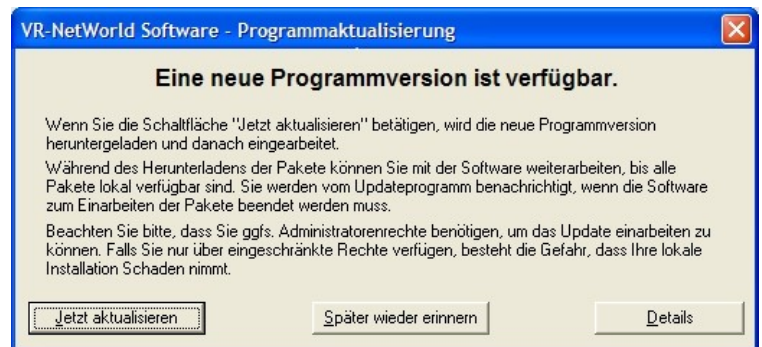 VR-NetWorld Software - Programmaktualisierung
Eine neue Programmversion ist verfügbar.
Wenn Sie die Schaltfläche "Jetzt aktualisieren" betätigen, wird die neue Programmversion
heruntergeladen und danach eingearbeitet.
Während des Herunterladens der Pakete können Sie mit der Software weiterarbeiten, bis alle
Pakete lokal verfügbar sind. Sie werden vom Updateprogramm benachrichtigt, wenn die Software
zum Einarbeiten der Pakete beendet werden muss.
Beachten Sie bitte, dass Sie ggfs. Administratorenrechte benötigen, um das Update einarbeiten zu
können. Falls Sie nur über eingeschränkte Rechte verfügen, besteht die Gefahr, dass Ihre lokale
Installation Schaden nimmt.
Jetzt aktualisieren Später wieder erinnern Details